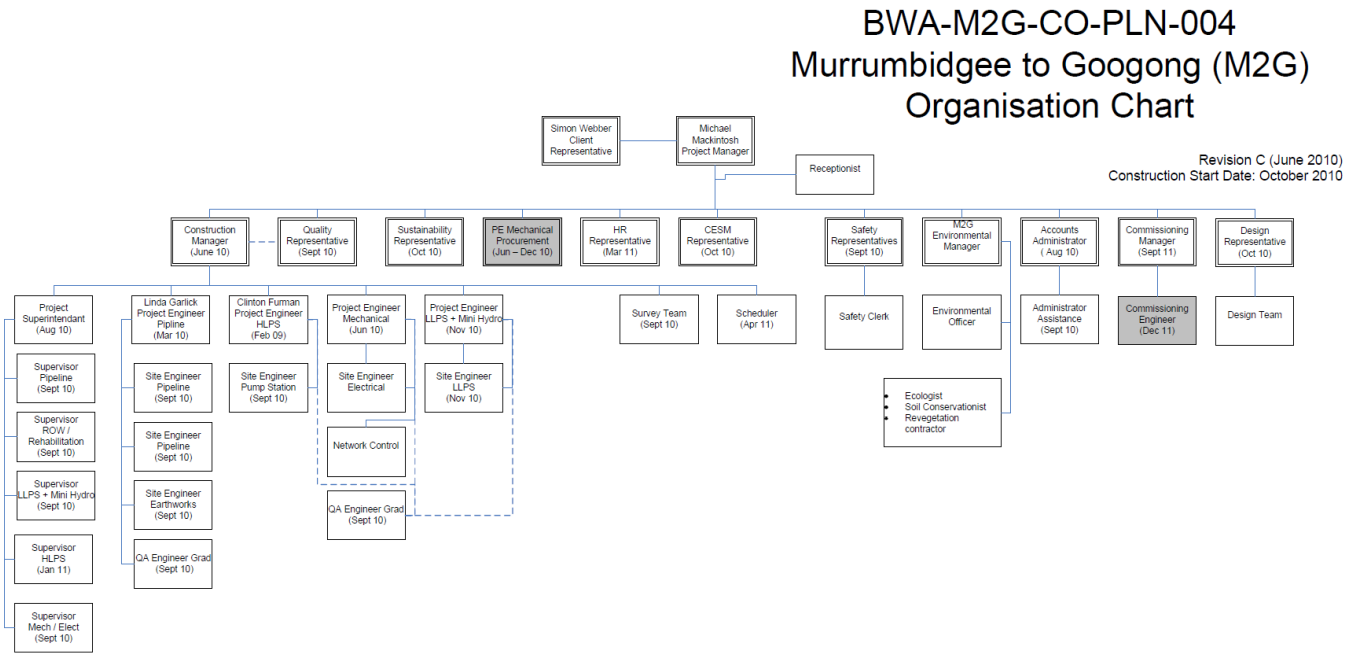 BWA-M2G-CO-PLN-004
Murrumbidgee to Googong (M2G)
Organisation Chart
Revision C (June 2010)
Construction Start Date: October 2010
Simon Webber
Client
Representative
Michael
Mackintosh
Project Manager
Receptionist
Construction
Manager
(June 10)
Quality
Representative
(Sept 10)
Sustainability
Representative
(Oct 10)
PE Mechanical
Procurement
(Jun – Dec 10)
HR
Representative
(Mar 11)
CESM
Representative
(Oct 10)
Safety
Representatives
(Sept 10)
M2G
Environmental
Manager
Accounts
Administrator
( Aug 10)
Commissioning
Manager
(Sept 11)
Design
Representative
(Oct 10)
Project
Superintendant
(Aug 10)
Linda Garlick
Project Engineer
Pipline
(Mar 10)
Clinton Furman
Project Engineer
HLPS
(Feb 09)
Project Engineer
Mechanical
(Jun 10)
Project Engineer
LLPS + Mini Hydro
(Nov 10)
Survey Team
(Sept 10)
Scheduler
(Apr 11)
Safety Clerk
Environmental
Officer
Administrator
Assistance
(Sept 10)
Commissioning
Engineer
(Dec 11)
Design Team
Supervisor
Pipeline
(Sept 10)
Site Engineer
Pipeline
(Sept 10)
Site Engineer
Pump Station
(Sept 10)
Site Engineer
Electrical
Site Engineer
LLPS
(Nov 10)
• Ecologist
• Soil Conservationist
• Revegetation
contractor
Supervisor
ROW /
Rehabilitation
(Sept 10)
Site Engineer
Pipeline
(Sept 10)
Network Control
Supervisor
LLPS + Mini Hydro
(Sept 10)
Site Engineer
Earthworks
(Sept 10)
QA Engineer Grad
(Sept 10)
Supervisor
HLPS
(Jan 11)
QA Engineer Grad
(Sept 10)
Supervisor
Mech / Elect
(Sept 10)